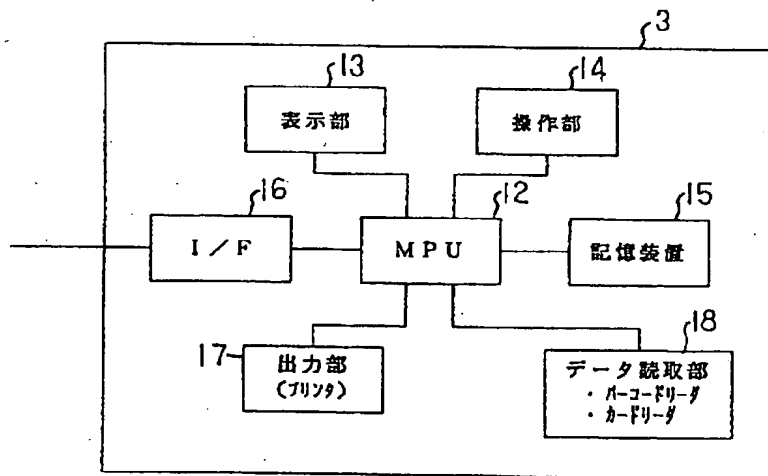 3
13
14
表示部
操作部
16
12
15
I／F
MPU
記憶装置
17
18
出力部
(プリンタ)
データ読取部
・バーコードリーダ
・カードリーダ